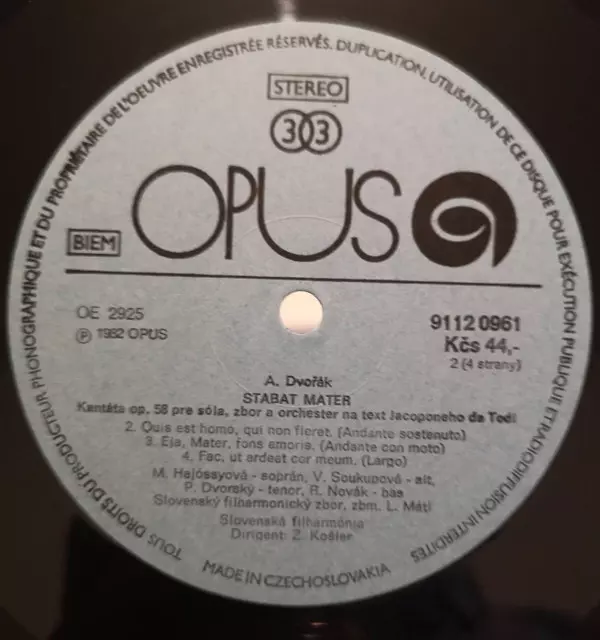 TOUS DROITS DU PRODUCTEUR PHONOGRAPHIQUE ET DU PROPRIÉTAIRE DE L'OEUVRE ENREGISTRÉE RÉSERVÉS. DUPLICATION, UTILISATION DE CE DISQUE POUR EXÉCUTION PUBLIQUE ET RADIODIFFUSION INTERDITES
STEREO
33
OPUS
BIEM
OE 2925
Ⓟ 1982 OPUS
9112 0961
Kčs 44,-
2 (4 strany)
A. Dvořák
STABAT MATER
Kantáta op. 58 pre sóla, zbor a orchester na text Jacoponeho da Todi
2. Quis est homo, qui non fleret. (Andante sostenuto)
3. Eja, Mater, fons amoris. (Andante con moto)
4. Fac, ut ardeat cor meum. (Largo)
M. Hajóssyová - soprán, V. Soukupová - alt,
P. Dvorský - tenor, R. Novák - bas
Slovenský filharmonický zbor, zbm. L. Mátl
Slovenská filharmónia
Dirigent: Z. Košler
MADE IN CZECHOSLOVAKIA